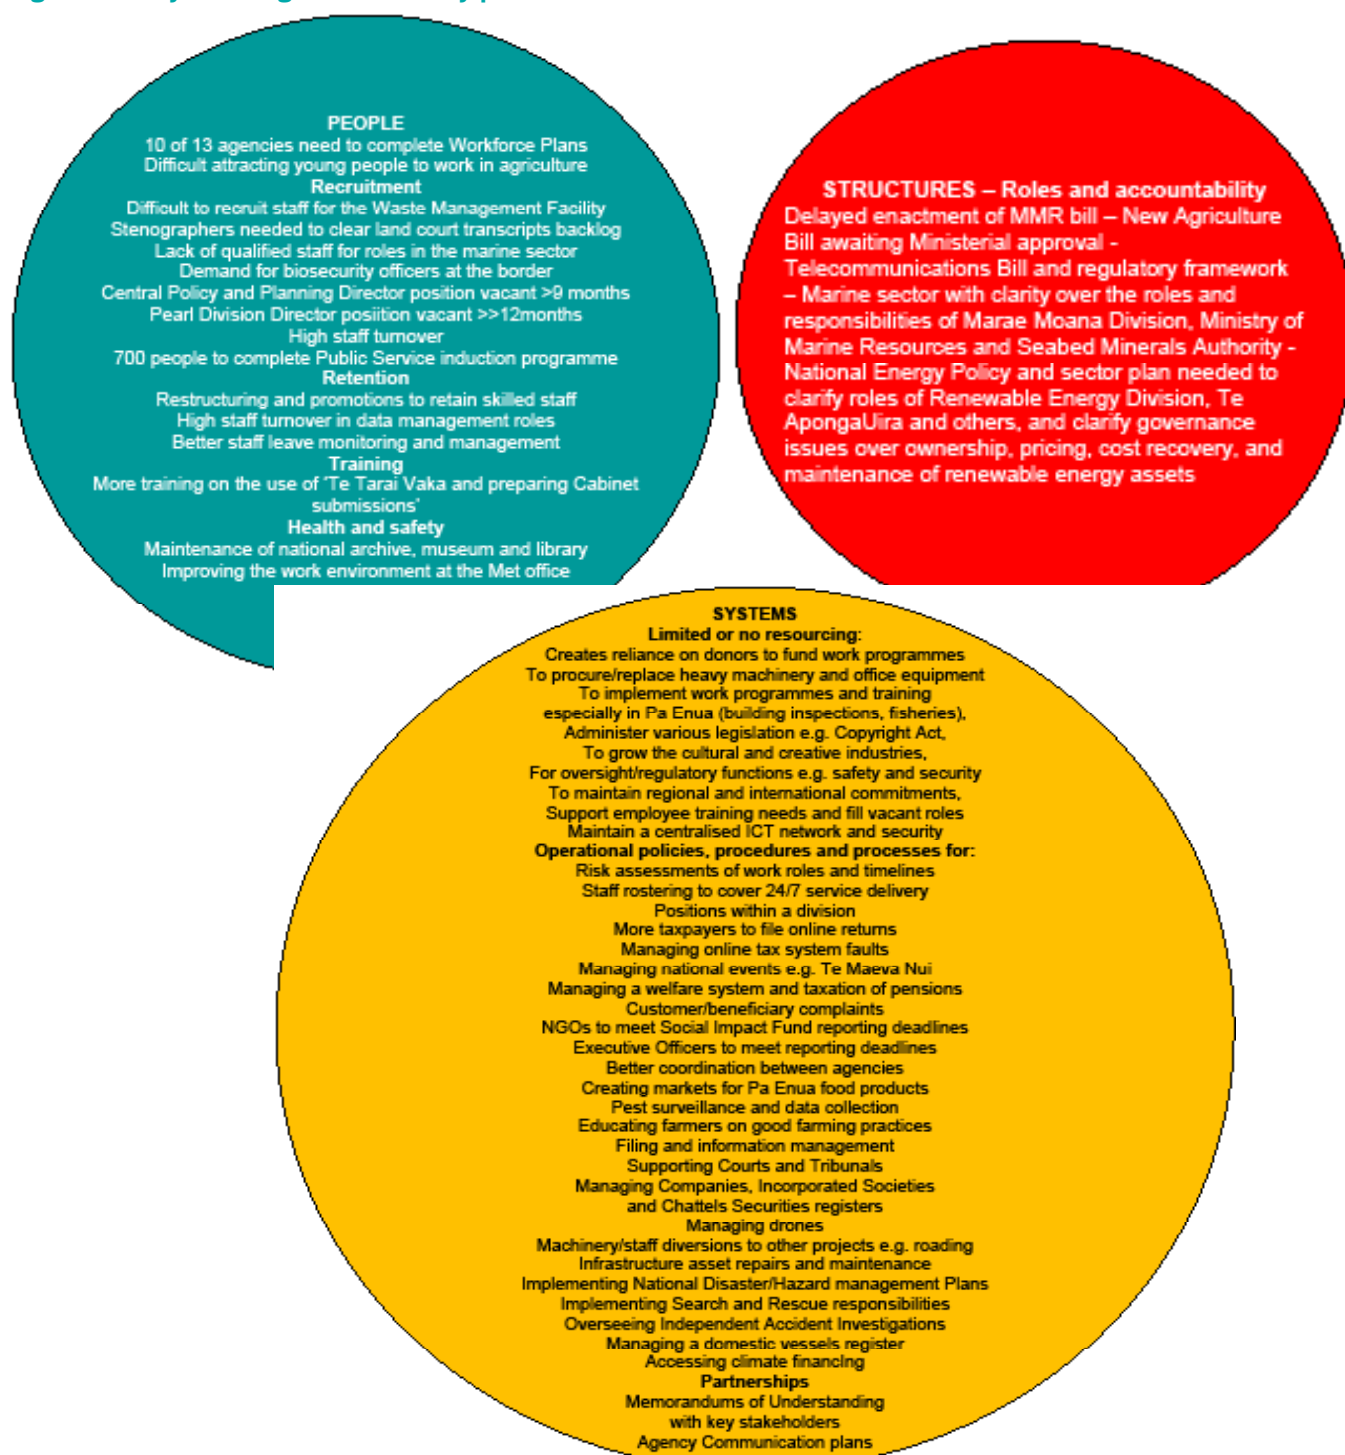 PEOPLE
10 of 13 agencies need to complete Workforce Plans
Difficult attracting young people to work in agriculture
Recruitment
Difficult to recruit staff for the Waste Management Facility
Stenographers needed to clear land court transcripts backlog
Lack of qualified staff for roles in the marine sector
Demand for biosecurity officers at the border
Central Policy and Planning Director position vacant >9 months
Pearl Division Director posiition vacant >>12months
High staff turnover
700 people to complete Public Service induction programme
Retention
Restructuring and promotions to retain skilled staff
High staff turnover in data management roles
Better staff leave monitoring and management
Training
More training on the use of 'Te Tarai Vaka and preparing Cabinet
submissions'
Health and safety
Maintenance of national archive, museum and library
Improving the work environment at the Met office
STRUCTURES – Roles and accountability
Delayed enactment of MMR bill – New Agriculture
Bill awaiting Ministerial approval -
Telecommunications Bill and regulatory framework
– Marine sector with clarity over the roles and
responsibilities of Marae Moana Division, Ministry of
Marine Resources and Seabed Minerals Authority -
National Energy Policy and sector plan needed to
clarify roles of Renewable Energy Division, Te
ApongaUira and others, and clarify governance
issues over ownership, pricing, cost recovery, and
maintenance of renewable energy assets
SYSTEMS
Limited or no resourcing:
Creates reliance on donors to fund work programmes
To procure/replace heavy machinery and office equipment
To implement work programmes and training
especially in Pa Enua (building inspections, fisheries),
Administer various legislation e.g. Copyright Act,
To grow the cultural and creative industries,
For oversight/regulatory functions e.g. safety and security
To maintain regional and international commitments,
Support employee training needs and fill vacant roles
Maintain a centralised ICT network and security
Operational policies, procedures and processes for:
Risk assessments of work roles and timelines
Staff rostering to cover 24/7 service delivery
Positions within a division
More taxpayers to file online returns
Managing online tax system faults
Managing national events e.g. Te Maeva Nui
Managing a welfare system and taxation of pensions
Customer/beneficiary complaints
NGOs to meet Social Impact Fund reporting deadlines
Executive Officers to meet reporting deadlines
Better coordination between agencies
Creating markets for Pa Enua food products
Pest surveillance and data collection
Educating farmers on good farming practices
Filing and information management
Supporting Courts and Tribunals
Managing Companies, Incorporated Societies
and Chattels Securities registers
Managing drones
Machinery/staff diversions to other projects e.g. roading
Infrastructure asset repairs and maintenance
Implementing National Disaster/Hazard management Plans
Implementing Search and Rescue responsibilities
Overseeing Independent Accident Investigations
Managing a domestic vessels register
Accessing climate financing
Partnerships
Memorandums of Understanding
with key stakeholders
Agency Communication plans